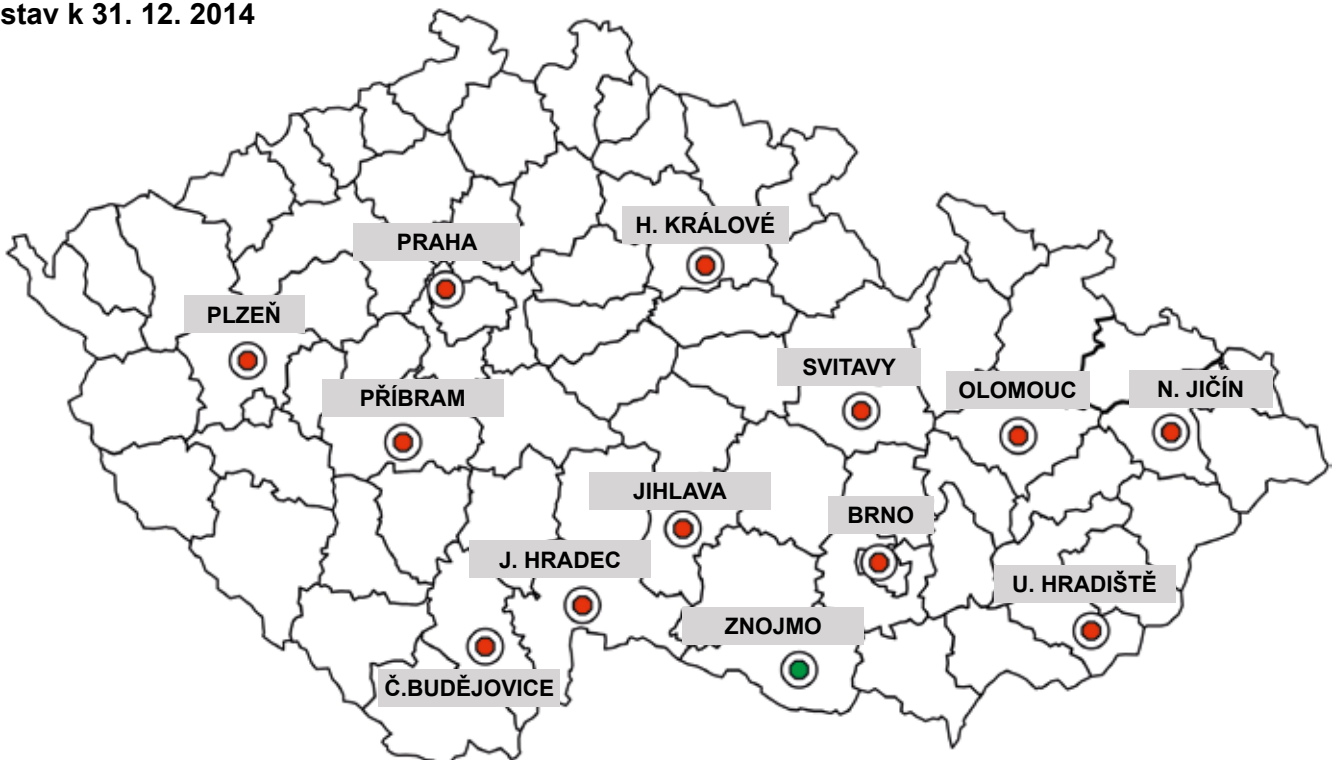 stav k 31. 12. 2014
H. KRÁLOVÉ
PRAHA
PLZEŇ
SVITAVY
OLOMOUC
N. JIČÍN
PŘÍBRAM
JIHLAVA
BRNO
J. HRADEC
U. HRADIŠTĚ
ZNOJMO
Č.BUDĚJOVICE